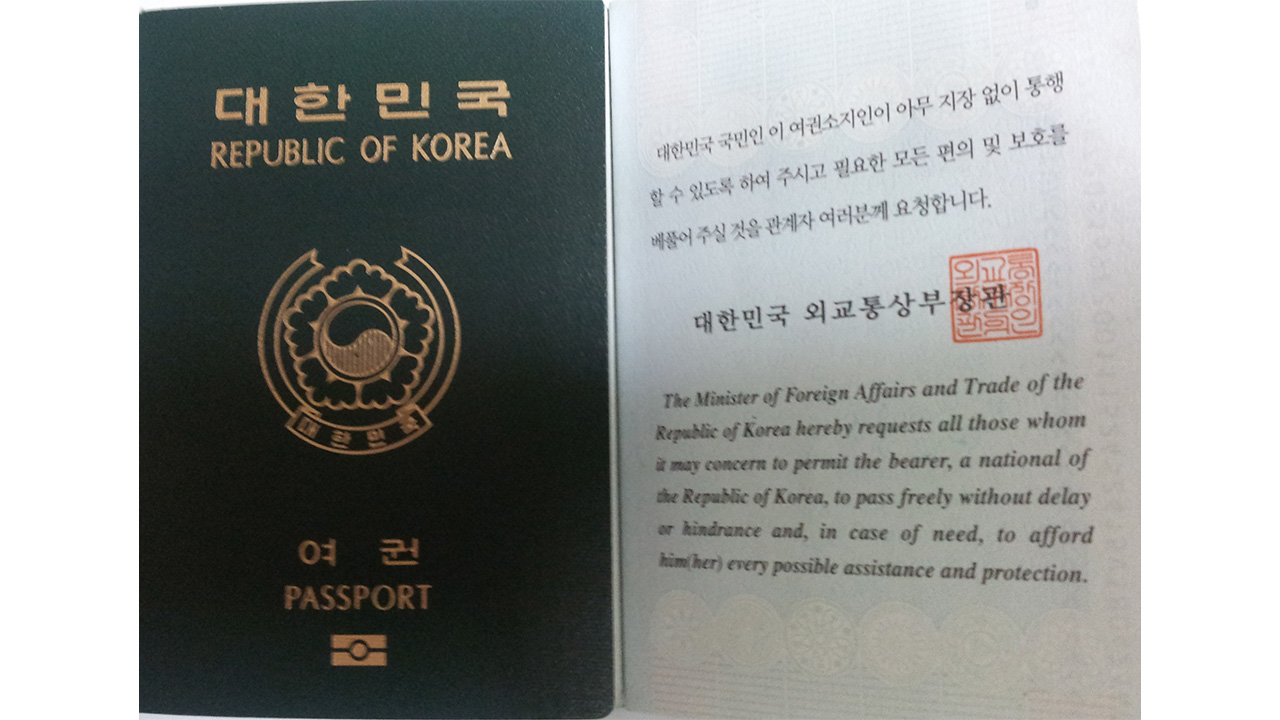 대한민국
REPUBLIC OF KOREA
대한민국
여권
PASSPORT
대한민국 국민인 이 여권소지인이 아무 지장 없이 통행
할 수 있도록 하여 주시고 필요한 모든 편의 및 보호를
베풀어 주실 것을 관계자 여러분께 요청합니다.
대한민국 외교통상부장관
The Minister of Foreign Affairs and Trade of the
Republic of Korea hereby requests all those whom
it may concern to permit the bearer, a national of
the Republic of Korea, to pass freely without delay
or hindrance and, in case of need, to afford
him(her) every possible assistance and protection.